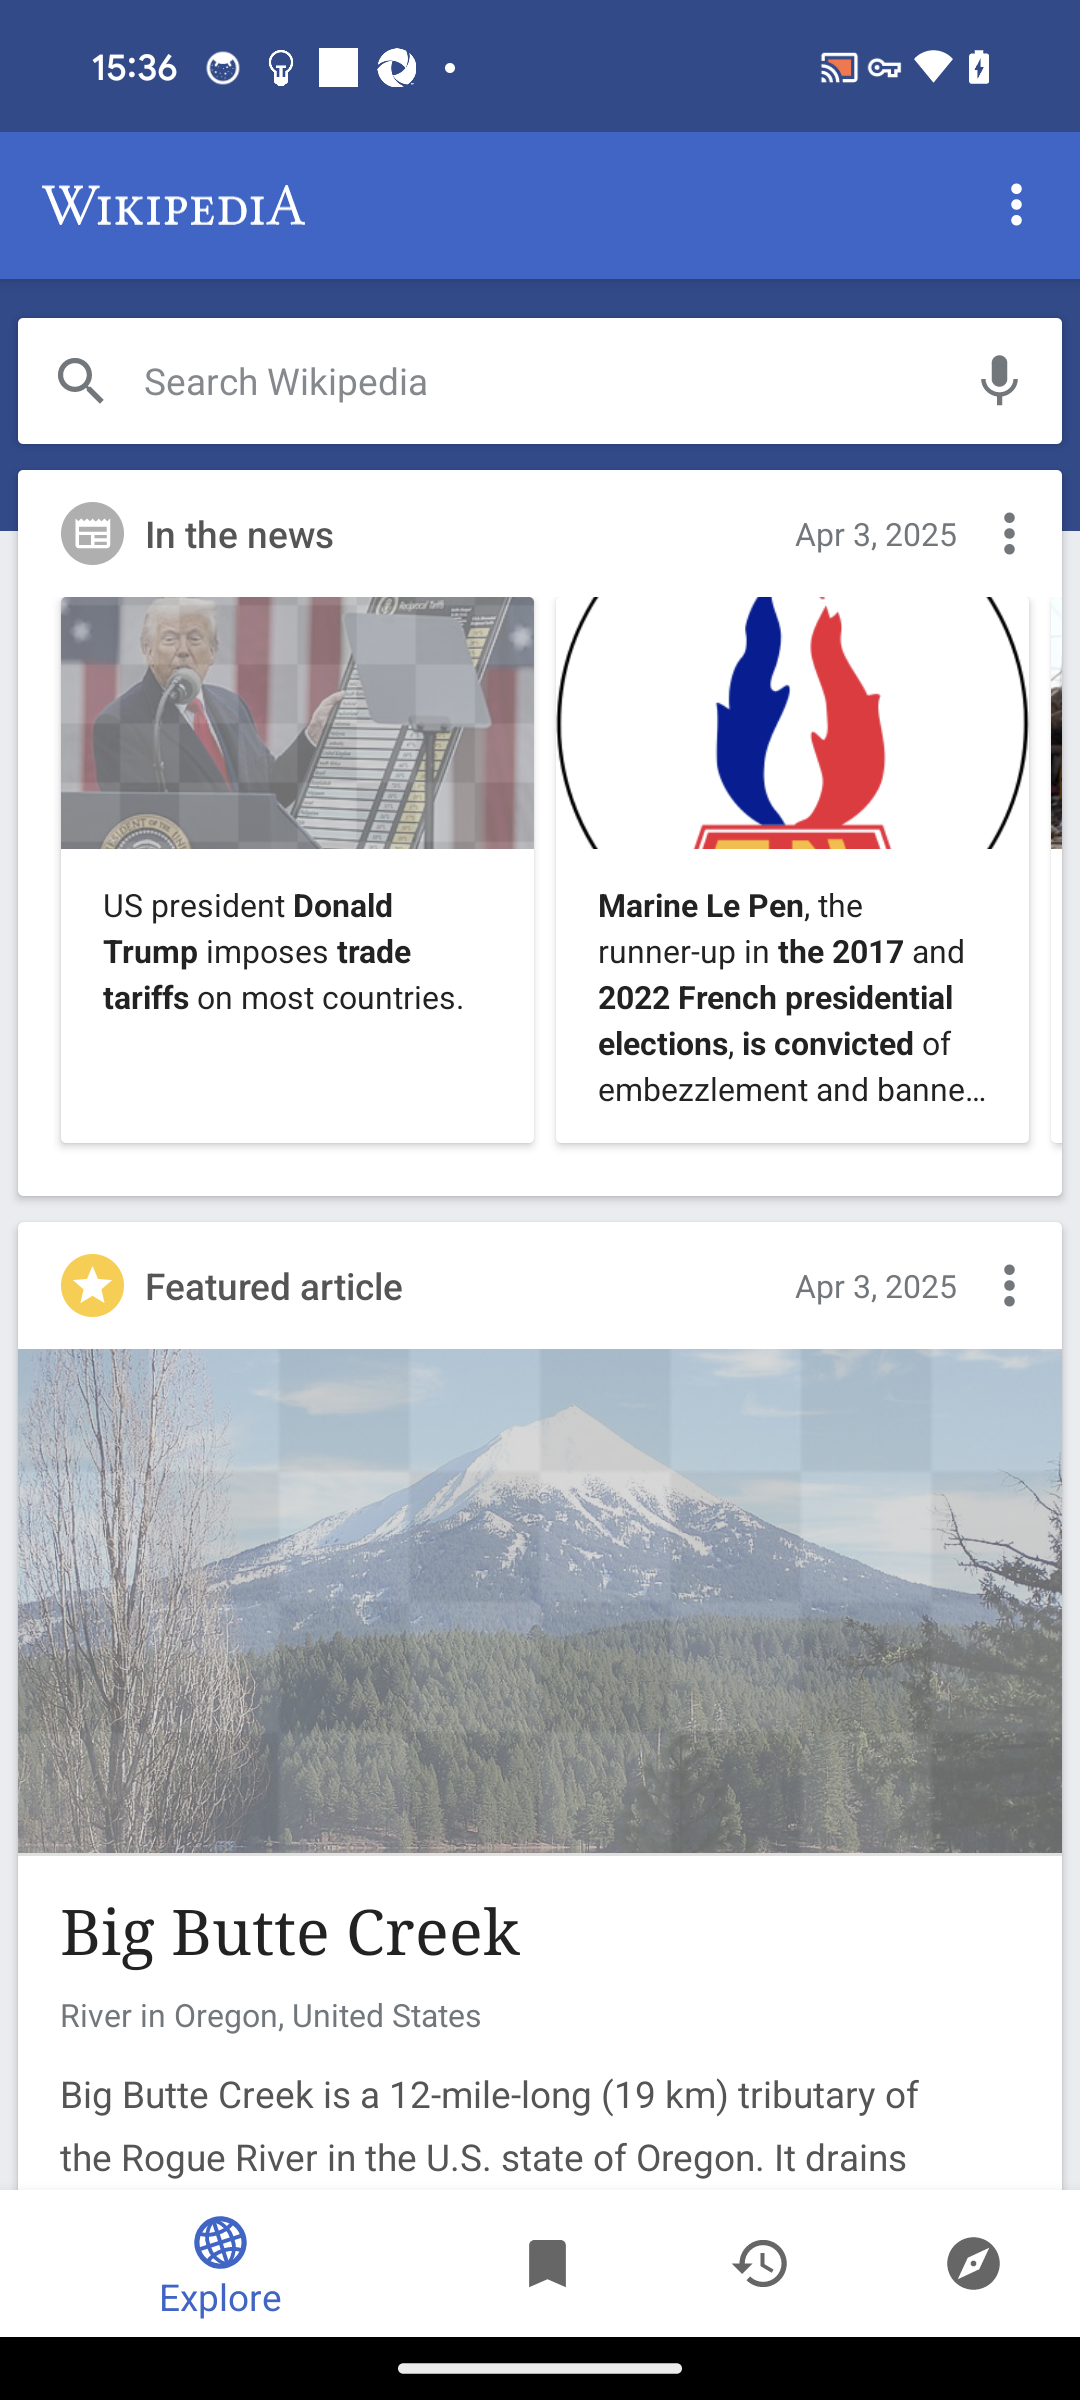 15:36
WIKIPEDIA
Search Wikipedia
In the news
Apr 3, 2025
Reciprocal Tariffs
US president Donald
Trump imposes trade
tariffs on most countries.
Marine Le Pen, the
runner-up in the 2017 and
2022 French presidential
elections, is convicted of
embezzlement and banne…
Featured article
Apr 3, 2025
Big Butte Creek
River in Oregon, United States
Big Butte Creek is a 12-mile-long (19 km) tributary of
the Rogue River in the U.S. state of Oregon. It drains
Explore